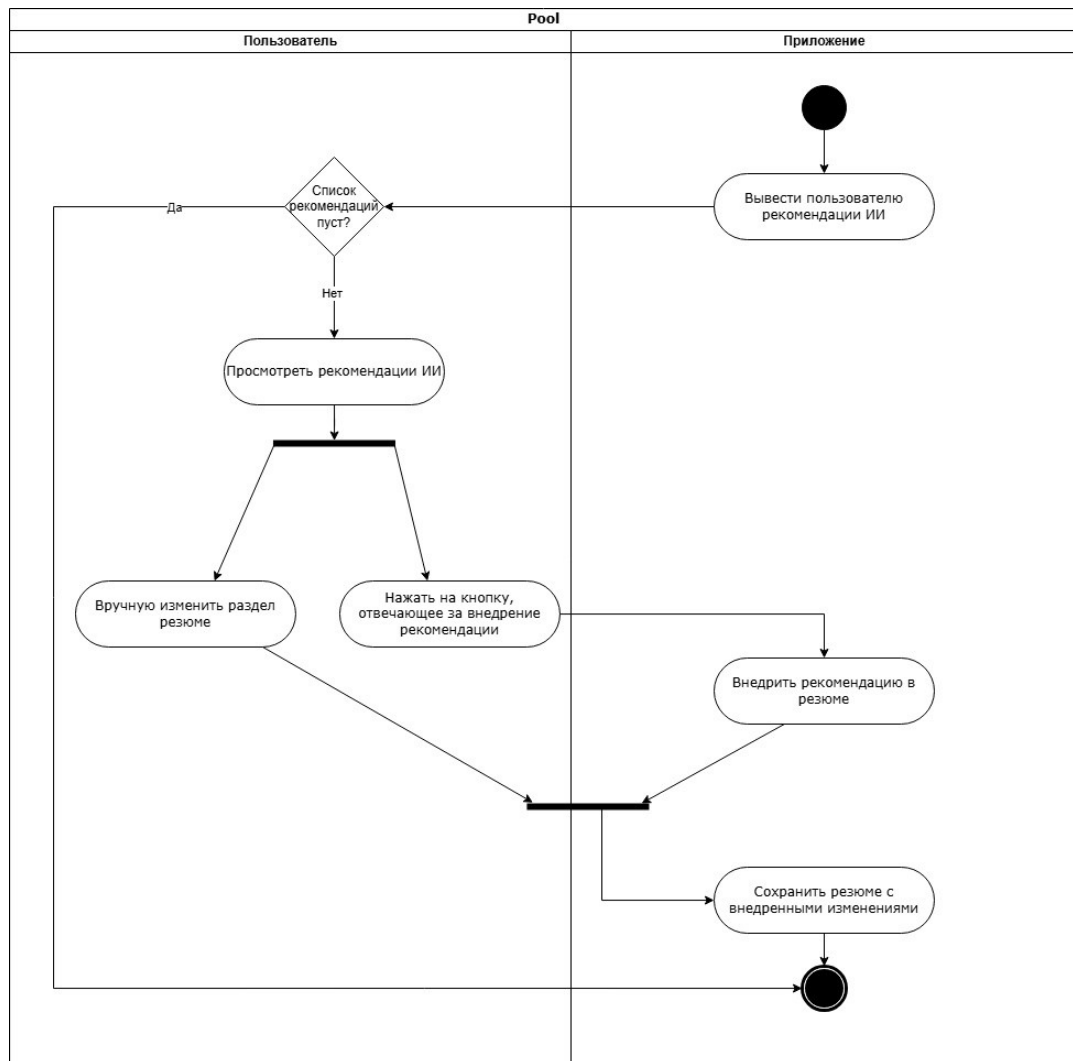 Pool
Пользователь
Приложение
Вывести пользователю
рекомендации ИИ
Список
рекомендаций
пуст?
Да
Нет
Просмотреть рекомендации ИИ
Вручную изменить раздел
резюме
Нажать на кнопку,
отвечающее за внедрение
рекомендации
Внедрить рекомендацию в
резюме
Сохранить резюме с
внедренными изменениями